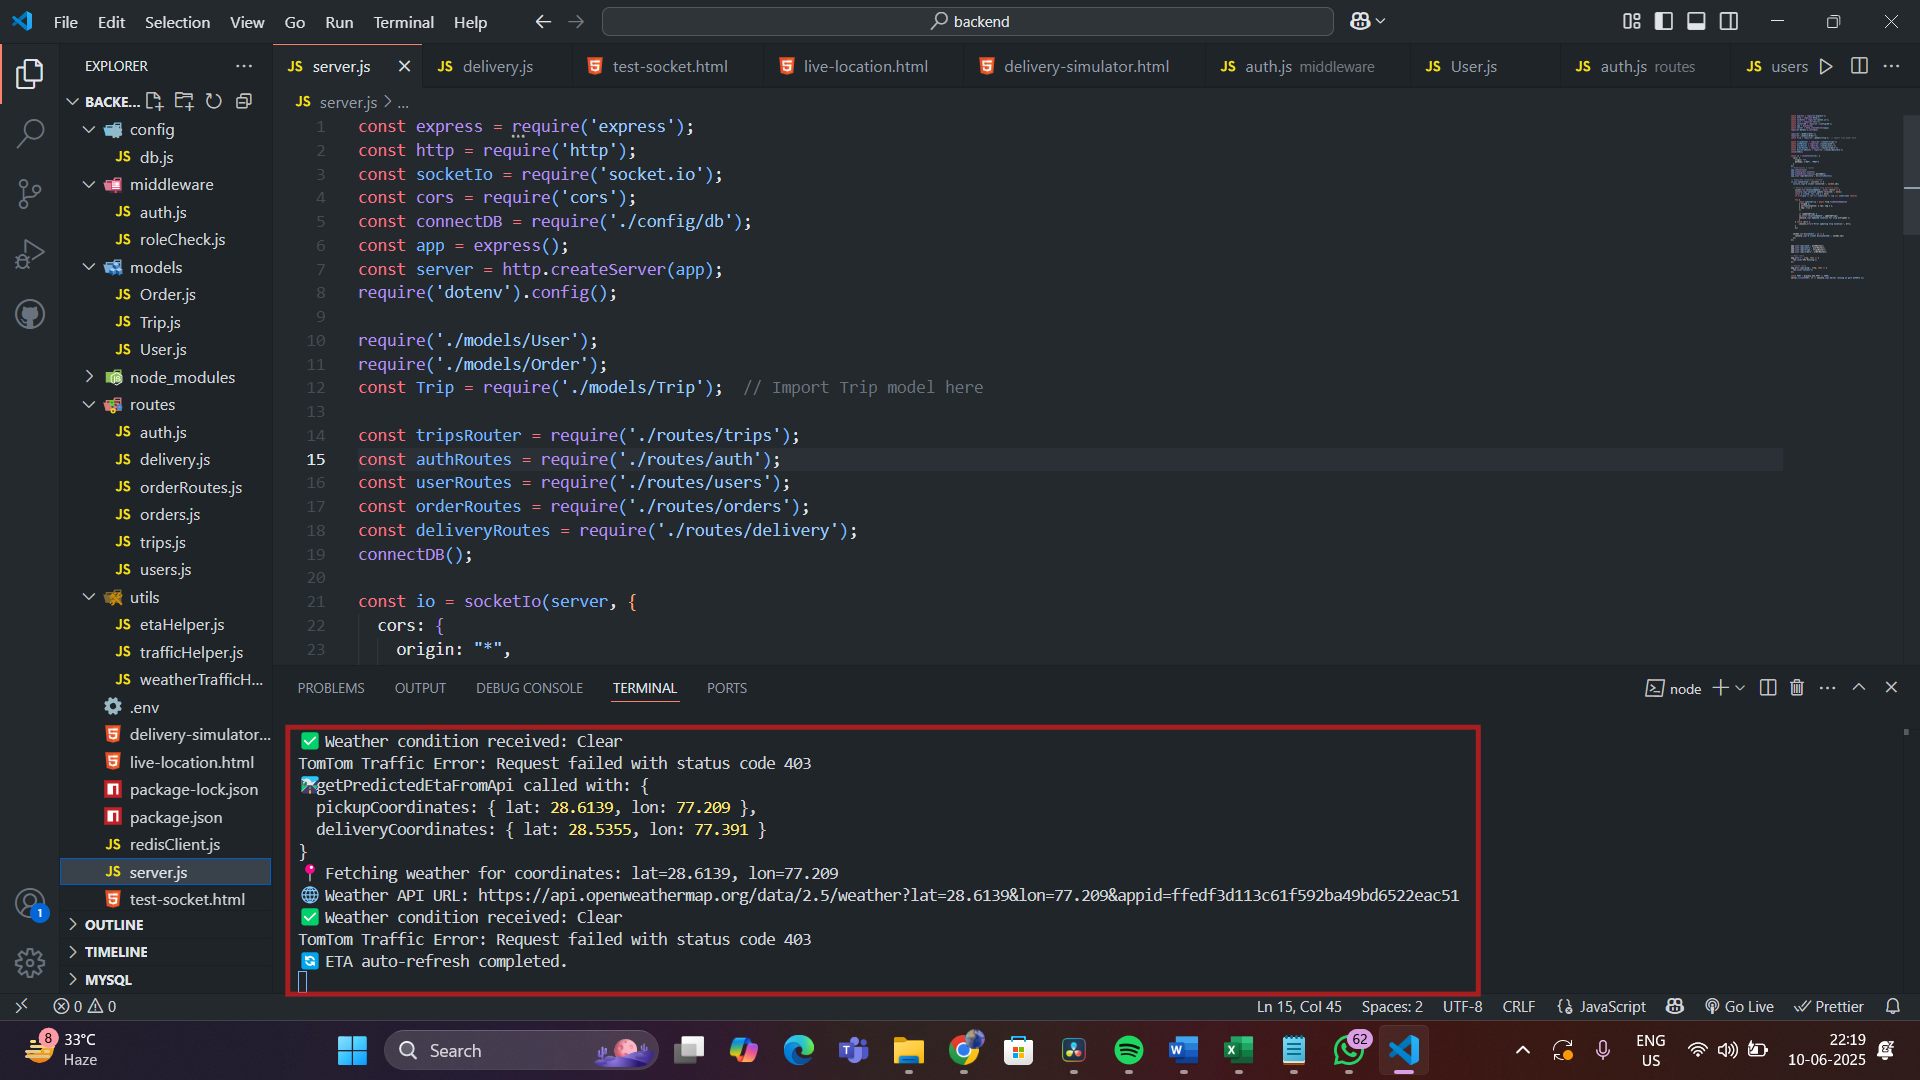 File Edit Selection View Go Run Terminal Help
backend
EXPLORER
BACKE...
config
db.js
middleware
auth.js
roleCheck.js
models
Order.js
Trip.js
User.js
node_modules
routes
auth.js
delivery.js
orderRoutes.js
orders.js
trips.js
users.js
utils
etaHelper.js
trafficHelper.js
weatherTrafficH...
.env
delivery-simulator...
live-location.html
package-lock.json
package.json
redisClient.js
server.js
test-socket.html
OUTLINE
TIMELINE
MYSQL
JS server.js JS delivery.js test-socket.html live-location.html delivery-simulator.html JS auth.js middleware JS User.js JS auth.js routes JS users
JS server.js > ...
1 const express = require('express');
2 const http = require('http');
3 const socketIo = require('socket.io');
4 const cors = require('cors');
5 const connectDB = require('./config/db');
6 const app = express();
7 const server = http.createServer(app);
8 require('dotenv').config();
9
10 require('./models/User');
11 require('./models/Order');
12 const Trip = require('./models/Trip');  // Import Trip model here
13
14 const tripsRouter = require('./routes/trips');
15 const authRoutes = require('./routes/auth');
16 const userRoutes = require('./routes/users');
17 const orderRoutes = require('./routes/orders');
18 const deliveryRoutes = require('./routes/delivery');
19 connectDB();
20
21 const io = socketIo(server, {
22 cors: {
23 origin: "*",
PROBLEMS OUTPUT DEBUG CONSOLE TERMINAL PORTS
node
✅ Weather condition received: Clear
TomTom Traffic Error: Request failed with status code 403
getPredictedEtaFromApi called with: {
pickupCoordinates: { lat: 28.6139, lon: 77.209 },
deliveryCoordinates: { lat: 28.5355, lon: 77.391 }
}
📍 Fetching weather for coordinates: lat=28.6139, lon=77.209
🌐 Weather API URL: https://api.openweathermap.org/data/2.5/weather?lat=28.6139&lon=77.209&appid=ffedf3d113c61f592ba49bd6522eac51
✅ Weather condition received: Clear
TomTom Traffic Error: Request failed with status code 403
🔄 ETA auto-refresh completed.
0 0
Ln 15, Col 45 Spaces: 2 UTF-8 CRLF {} JavaScript Go Live Prettier
1
8
33°C
Haze
Search
62
ENG
US
22:19
10-06-2025